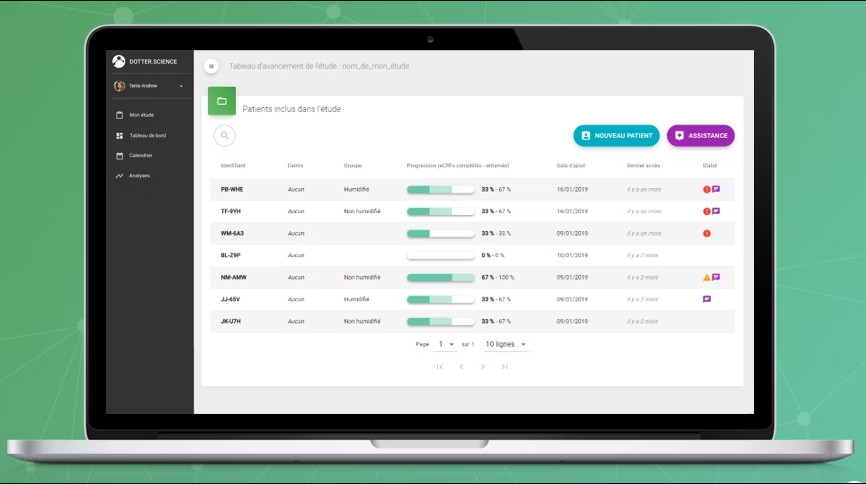 DOTTER.SCIENCE
Tania Andrew
Mon étude
Tableau de bord
Calendrier
Analyses
Tableau d'avancement de l'étude : nom_de_mon_étude
Patients inclus dans l'étude
NOUVEAU PATIENT
ASSISTANCE
Identifiant Centre Groupe Progression (eCRFs complétés - entamés) Date d'ajout Dernier accès Statut
PB-WHE Aucun Humidifié 33 % - 67 % 16/01/2019 il y a un mois
TF-9YH Aucun Non humidifié 33 % - 67 % 16/01/2019 il y a un mois
WM-6A3 Aucun 33 % - 33 % 09/01/2019 il y a un mois
BL-Z9P Aucun 0 % - 0 % 10/01/2019 il y a 2 mois
NM-AMW Aucun Non humidifié 67 % - 100 % 09/01/2019 il y a 2 mois
JJ-65V Aucun Humidifié 33 % - 67 % 09/01/2019 il y a 2 mois
JK-U7H Aucun Non humidifié 33 % - 67 % 09/01/2019 il y a 2 mois
Page 1 sur 1 10 lignes